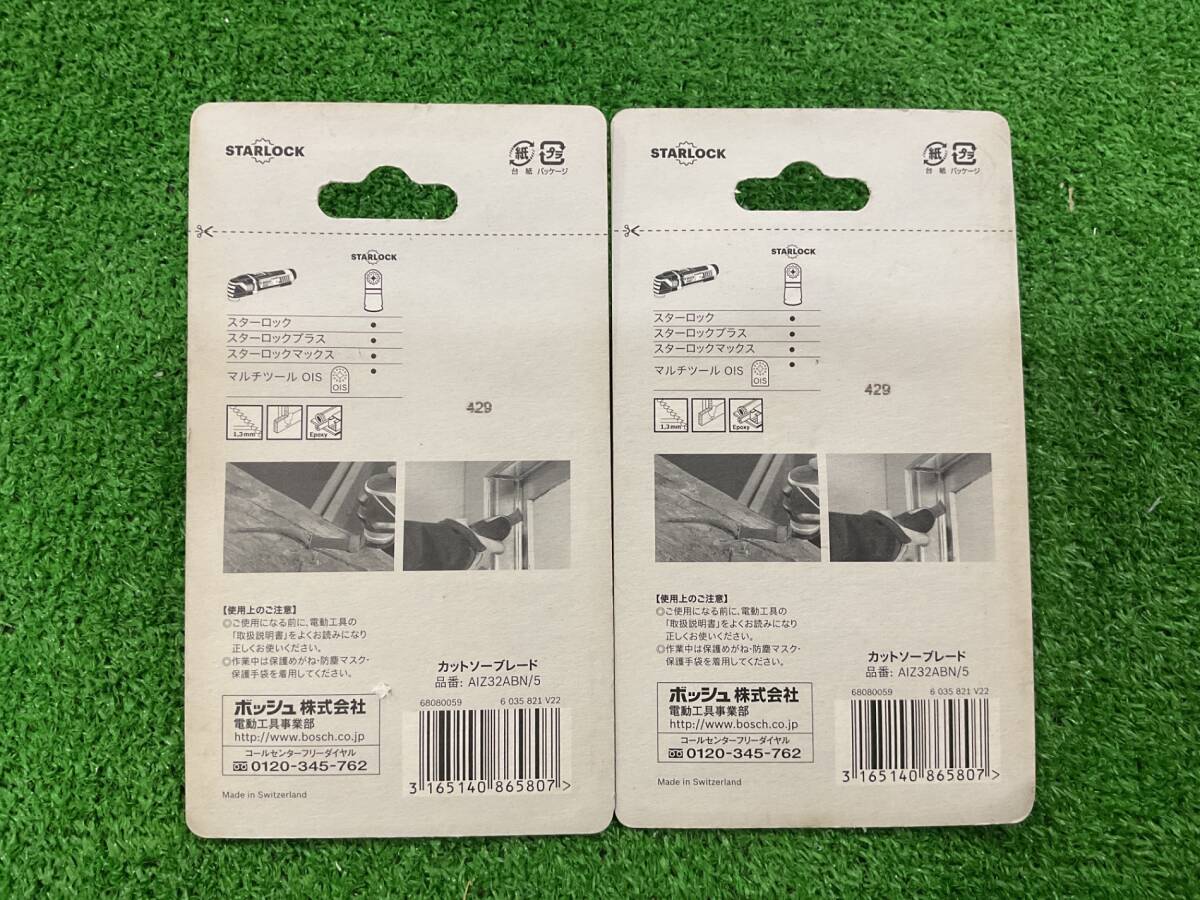 STARLOCK
紙 プラ
台紙 パッケージ
STARLOCK
スターロック
スターロックプラス
スターロックマックス
マルチツール OIS OIS
429
1,3mm Epoxy
【使用上のご注意】
◎ご使用になる前に、電動工具の
「取扱説明書」をよくお読みになり
正しくお使いください。
◎作業中は保護めがね・防塵マスク・
保護手袋を着用してください。
カットソーブレード
品番: AIZ32ABN/5
68080059 6 035 821 V22
ボッシュ株式会社
電動工具事業部
http://www.bosch.co.jp
コールセンターフリーダイヤル
0120-345-762
3 165140 865807 >
Made in Switzerland
STARLOCK
紙 プラ
台紙 パッケージ
STARLOCK
スターロック
スターロックプラス
スターロックマックス
マルチツール OIS OIS
429
1,3mm Epoxy
【使用上のご注意】
◎ご使用になる前に、電動工具の
「取扱説明書」をよくお読みになり
正しくお使いください。
◎作業中は保護めがね・防塵マスク・
保護手袋を着用してください。
カットソーブレード
品番: AIZ32ABN/5
68080059 6 035 821 V22
ボッシュ株式会社
電動工具事業部
http://www.bosch.co.jp
コールセンターフリーダイヤル
0120-345-762
3 165140 865807 >
Made in Switzerland